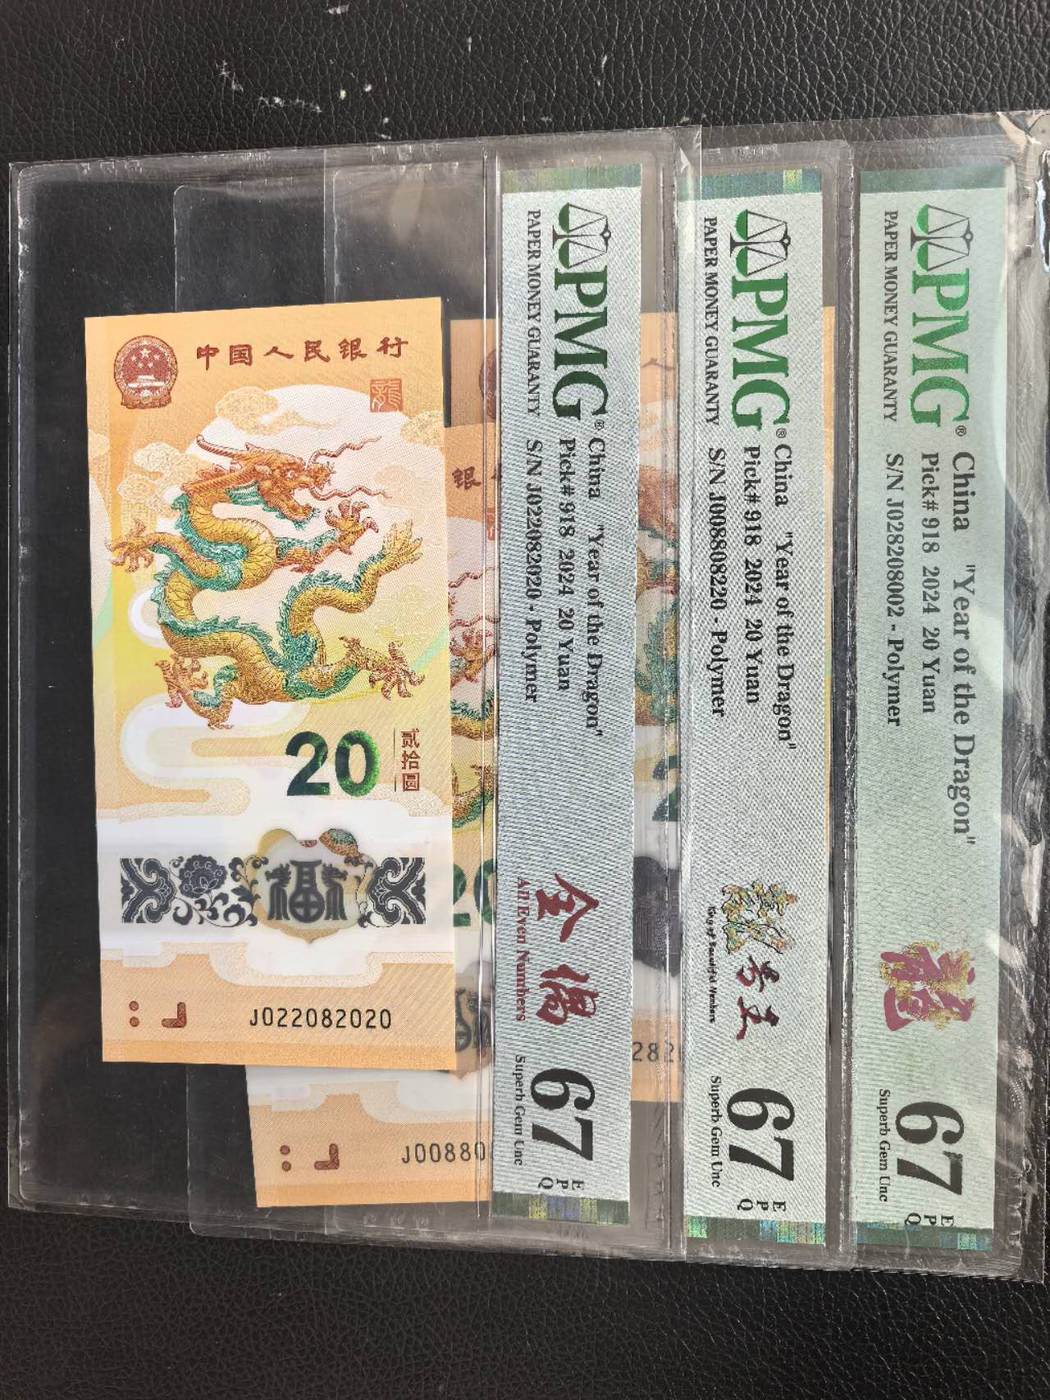 中国人民银行
20
贰拾圆
福
J022082020
银
20
J00880
282
PMG
PAPER MONEY GUARANTY
®
China "Year of the Dragon"
Pick# 918 2024 20 Yuan
S/N J022082020 - Polymer
All Even Numbers
67
EPQ
Superb Gem Unc
PMG
PAPER MONEY GUARANTY
®
China "Year of the Dragon"
Pick# 918 2024 20 Yuan
S/N J008808220 - Polymer
67
EPQ
Superb Gem Unc
PMG
PAPER MONEY GUARANTY
®
China "Year of the Dragon"
Pick# 918 2024 20 Yuan
S/N J028208002 - Polymer
67
EPQ
Superb Gem Unc